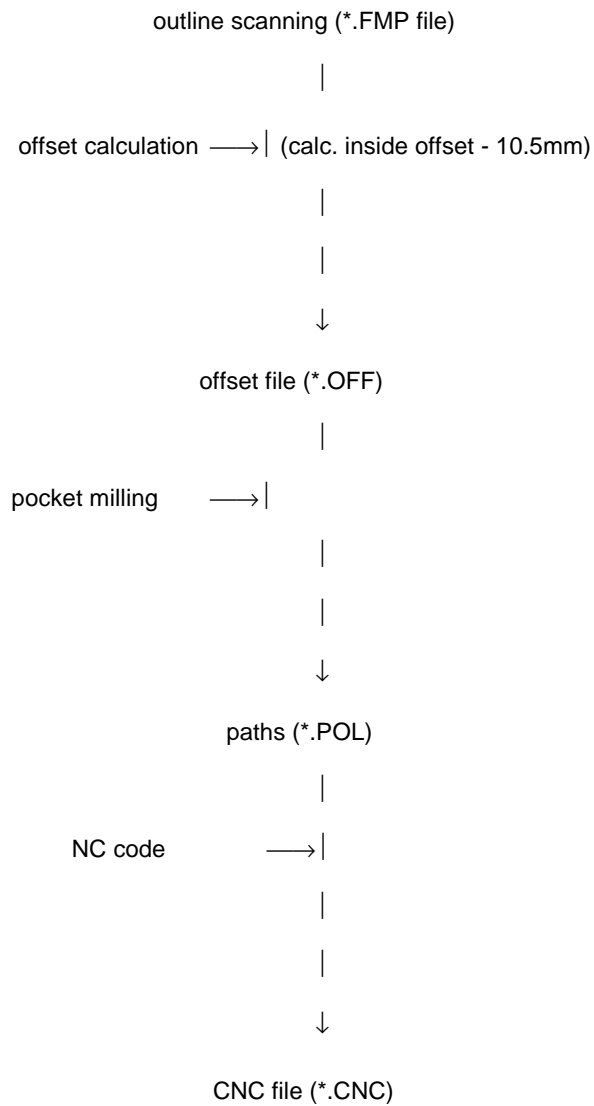 outline scanning (*.FMP file)
offset calculation ⟶| (calc. inside offset - 10.5mm)
offset file (*.OFF)
pocket milling ⟶|
paths (*.POL)
NC code ⟶|
CNC file (*.CNC)